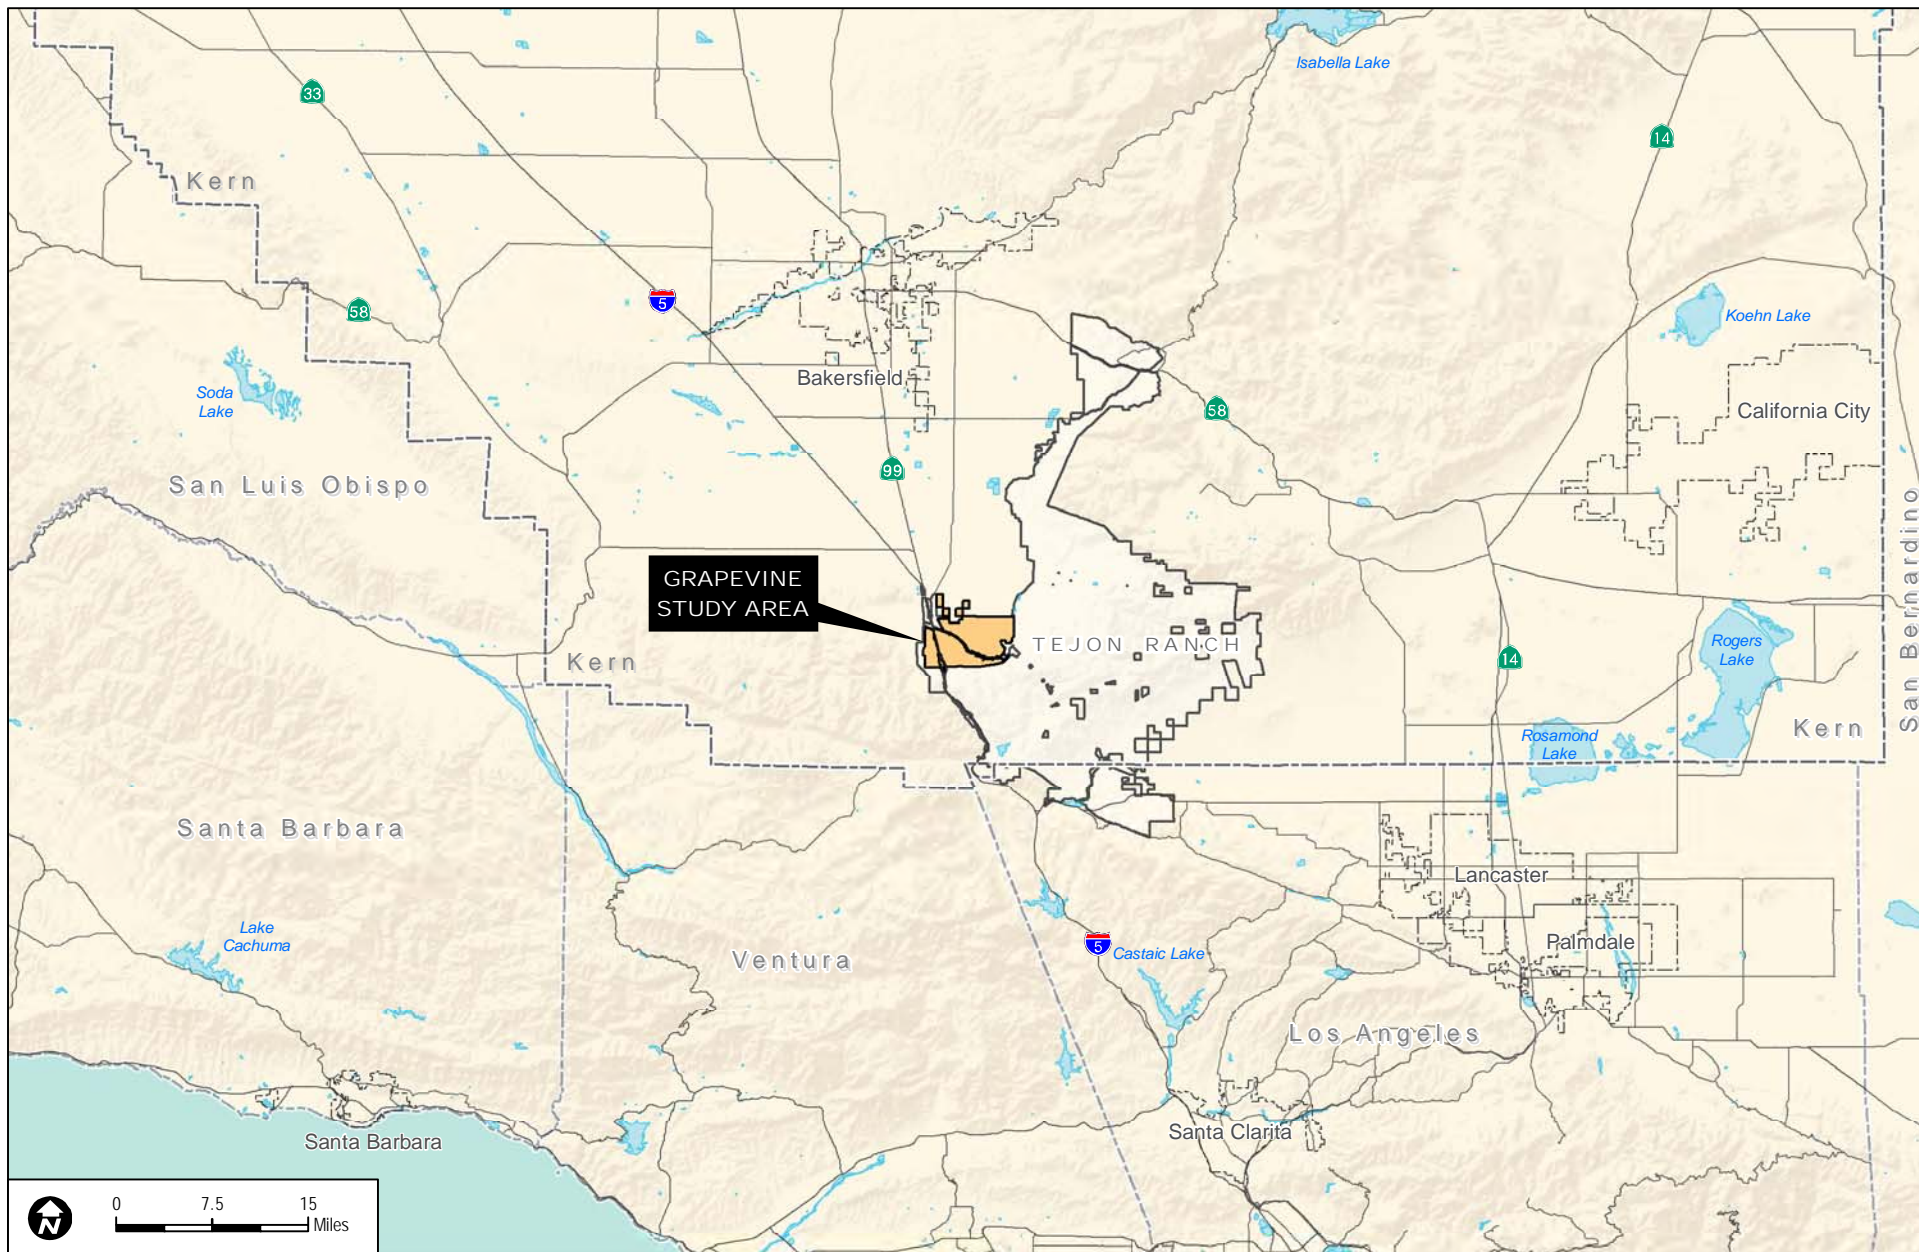 Isabella Lake
33
14
Kern
58
5
Koehn Lake
Bakersfield
Soda
Lake
58
California City
99
San Luis Obispo
San Bernardino
GRAPEVINE
STUDY AREA
TEJON RANCH
Kern
14
Rogers
Lake
Rosamond
Lake
Kern
Santa Barbara
Lancaster
Lake
Cachuma
Ventura
5
Castaic Lake
Palmdale
Los Angeles
Santa Barbara
Santa Clarita
N
0 7.5 15
Miles